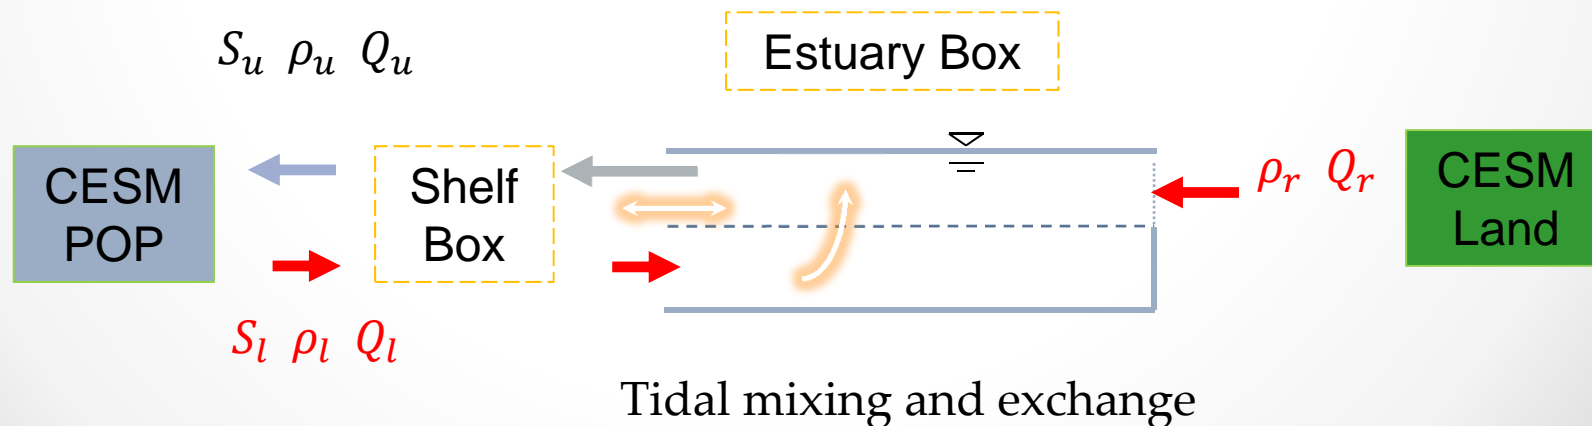 S_u ρ_u Q_u
Estuary Box
CESM
POP
Shelf
Box
ρ_r Q_r
CESM
Land
S_l ρ_l Q_l
Tidal mixing and exchange